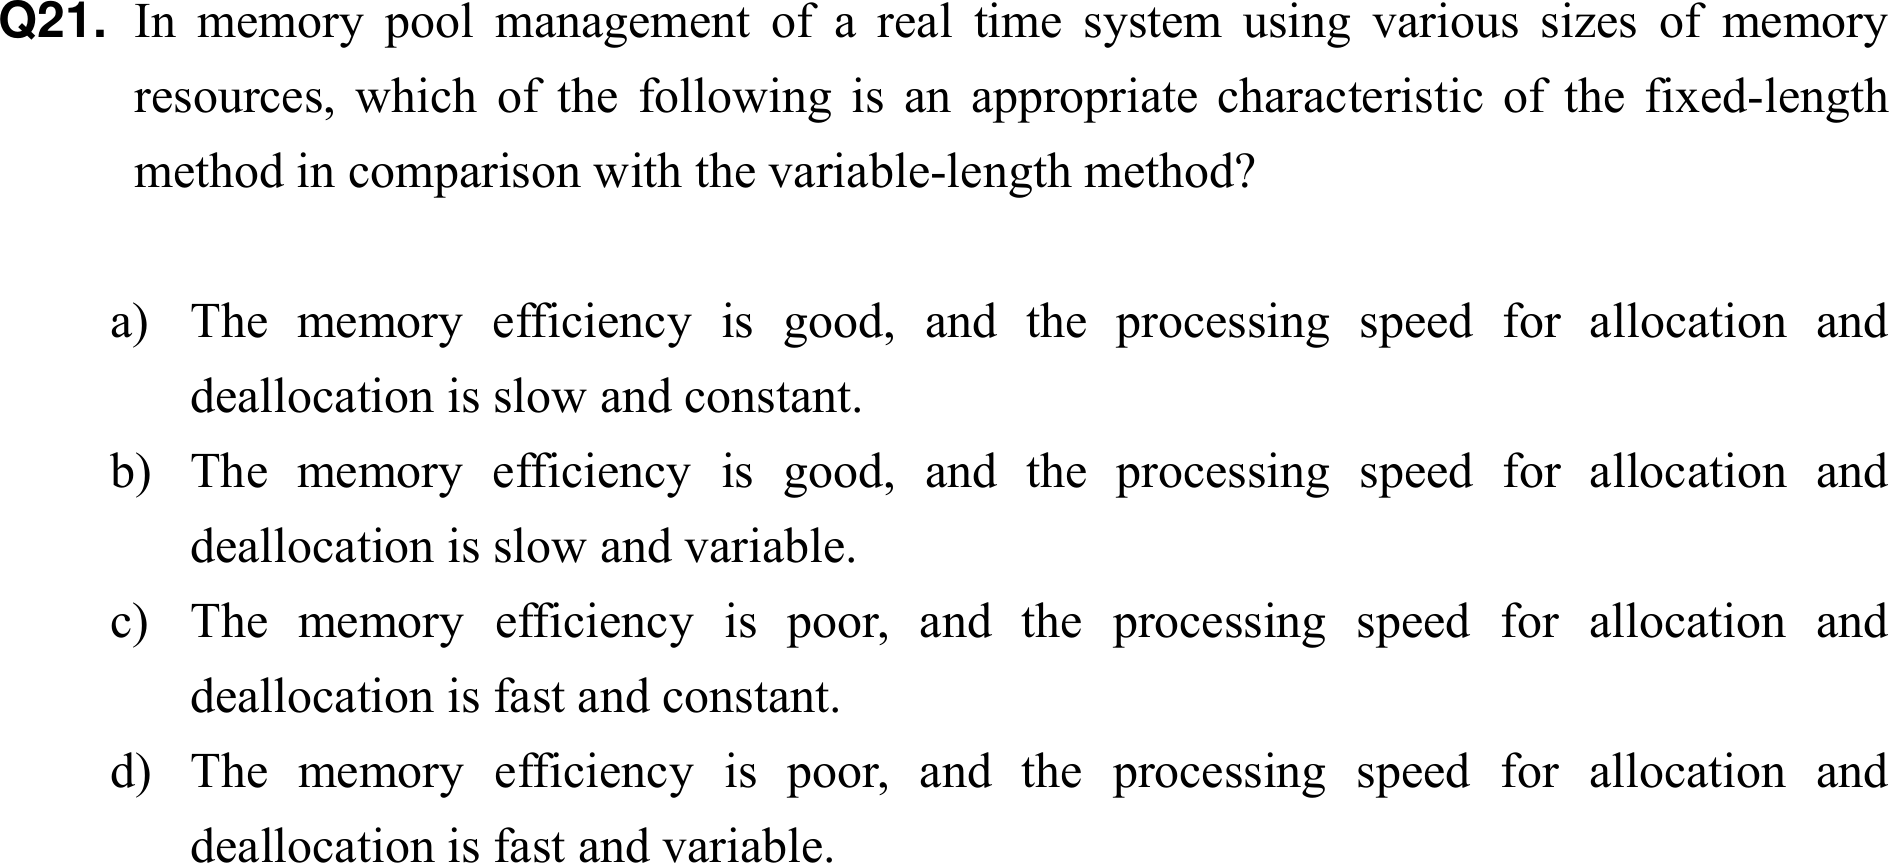 Q21. In memory pool management of a real time system using various sizes of memory
resources, which of the following is an appropriate characteristic of the fixed-length
method in comparison with the variable-length method?
a) The memory efficiency is good, and the processing speed for allocation and
deallocation is slow and constant.
b) The memory efficiency is good, and the processing speed for allocation and
deallocation is slow and variable.
c) The memory efficiency is poor, and the processing speed for allocation and
deallocation is fast and constant.
d) The memory efficiency is poor, and the processing speed for allocation and
deallocation is fast and variable.